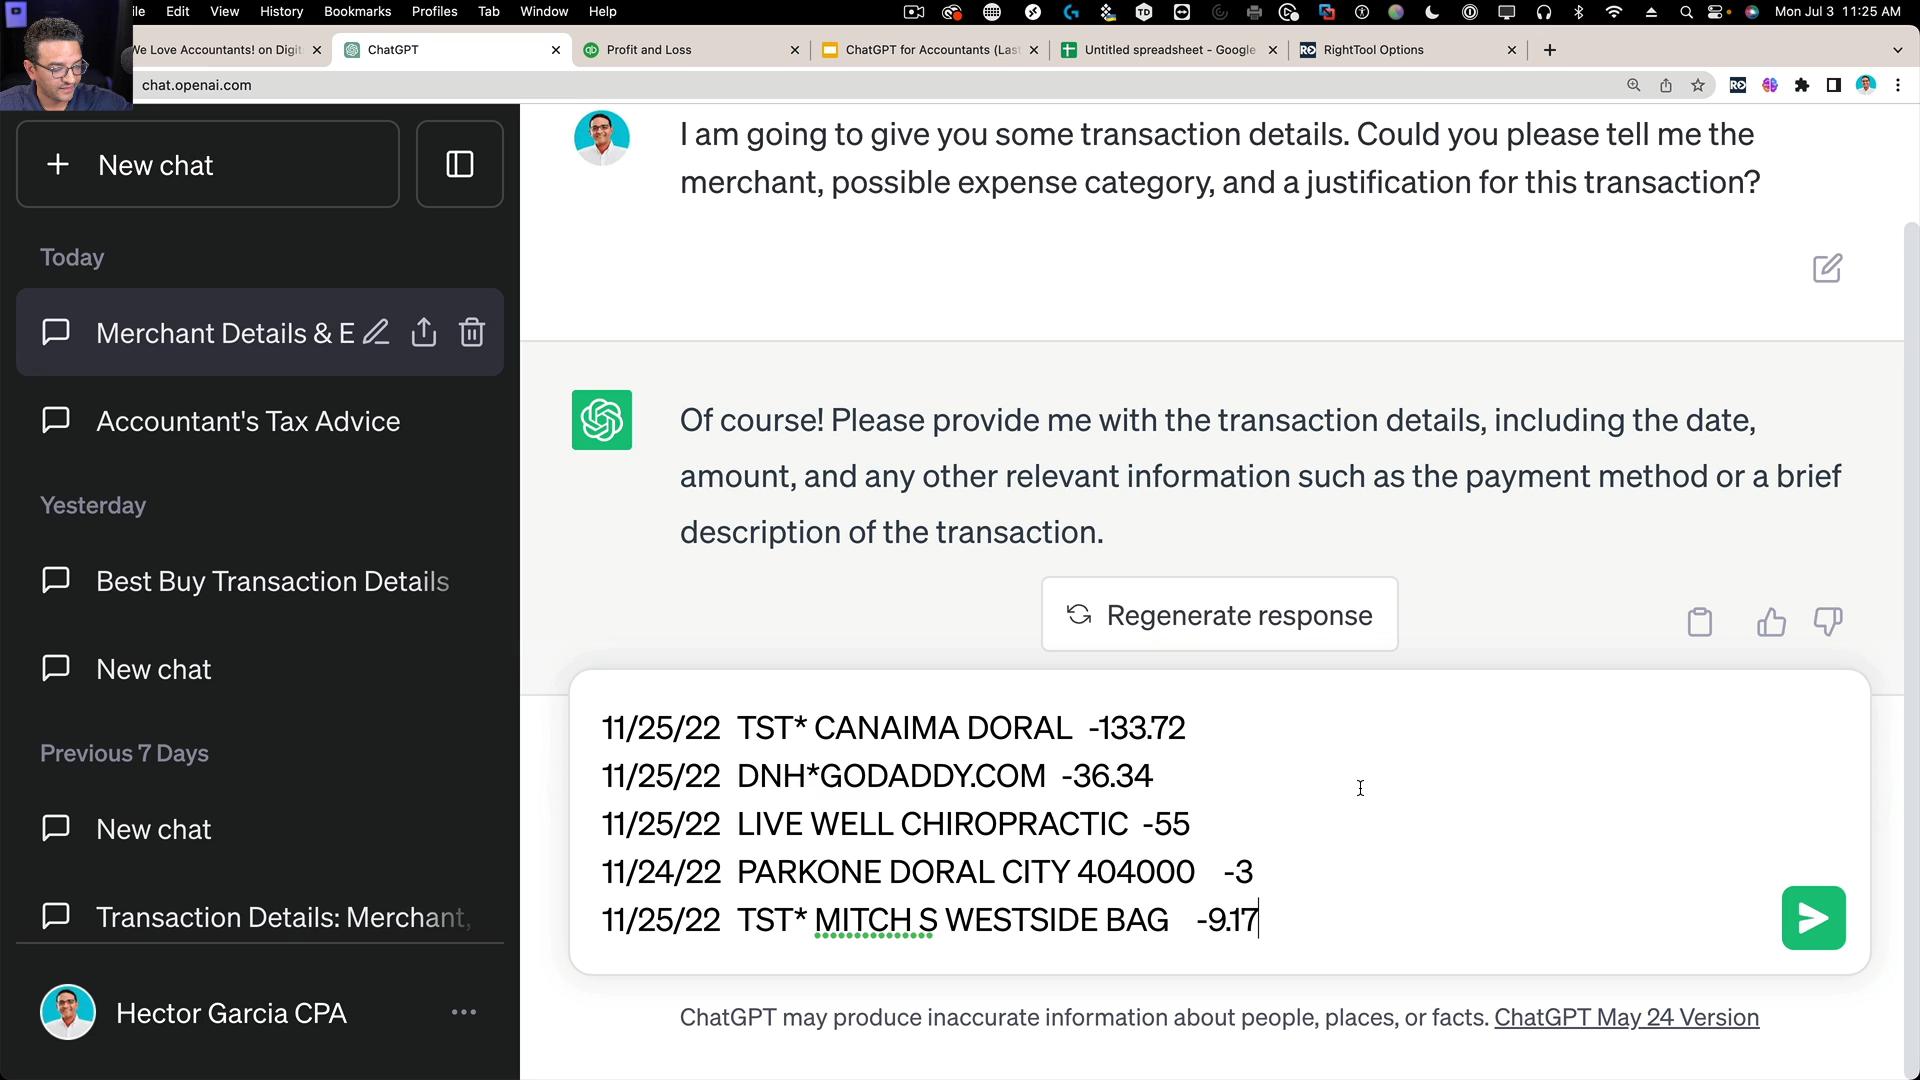 ile Edit View History Bookmarks Profiles Tab Window Help Mon Jul 3 11:25 AM
We Love Accountants! on Digit ChatGPT Profit and Loss ChatGPT for Accountants (Last Untitled spreadsheet - Google RightTool Options
chat.openai.com
New chat
Today
Merchant Details & E
Accountant's Tax Advice
Yesterday
Best Buy Transaction Details
New chat
Previous 7 Days
New chat
Transaction Details: Merchant,
Hector Garcia CPA
I am going to give you some transaction details. Could you please tell me the
merchant, possible expense category, and a justification for this transaction?
Of course! Please provide me with the transaction details, including the date,
amount, and any other relevant information such as the payment method or a brief
description of the transaction.
Regenerate response
11/25/22 TST* CANAIMA DORAL -133.72
11/25/22 DNH*GODADDY.COM -36.34
11/25/22 LIVE WELL CHIROPRACTIC -55
11/24/22 PARKONE DORAL CITY 404000 -3
11/25/22 TST* MITCH S WESTSIDE BAG -9.17
ChatGPT may produce inaccurate information about people, places, or facts. ChatGPT May 24 Version